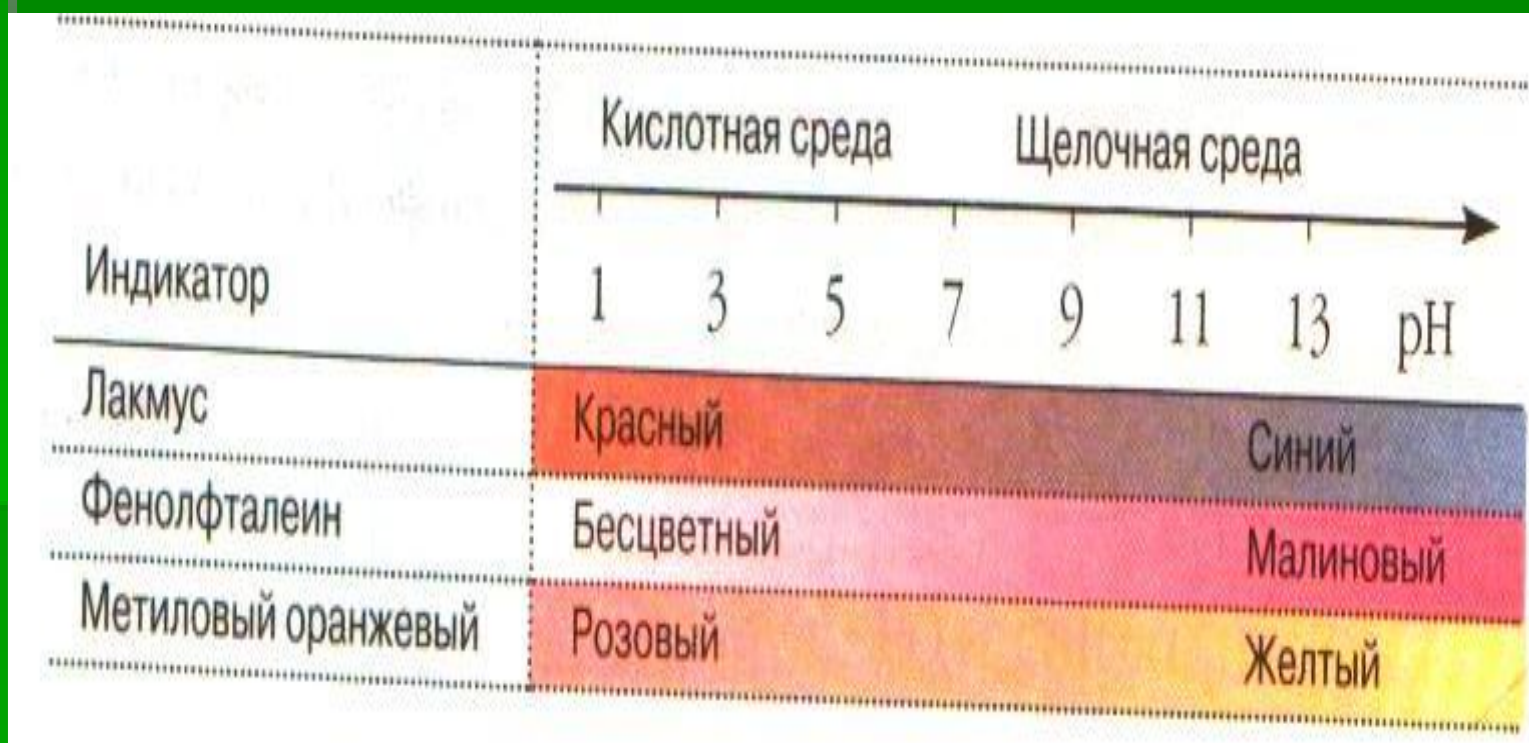 Кислотная среда Щелочная среда
Индикатор 1 3 5 7 9 11 13 pH
Лакмус Красный Синий
Фенолфталеин Бесцветный Малиновый
Метиловый оранжевый Розовый Желтый